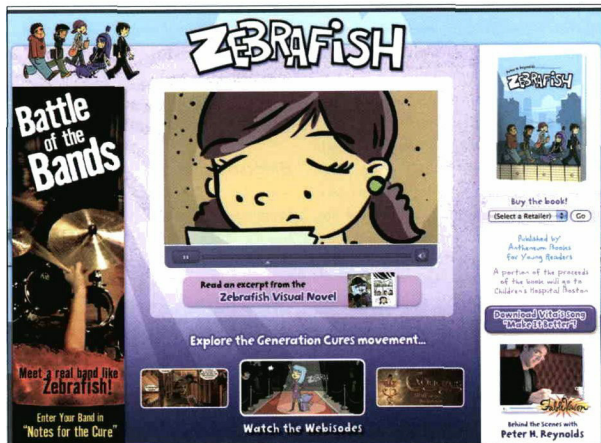 ZEBRAFISH
Battle
of the
Bands
Meet a real band like
Zebrafish!
Enter Your Band in
"Notes for the Cure"
Read an excerpt from the
Zebrafish Visual Novel
Explore the Generation Cures movement...
Watch the Webisodes
ZEBRAFISH
Buy the book!
(Select a Retailer) Go
Published by
Atheneum Books
for Young Readers
A portion of the proceeds
of the book will go to
Children's Hospital Boston
Download Vita's song
"Make It Better"!
FableVision
Behind the Scenes with
Peter H. Reynolds